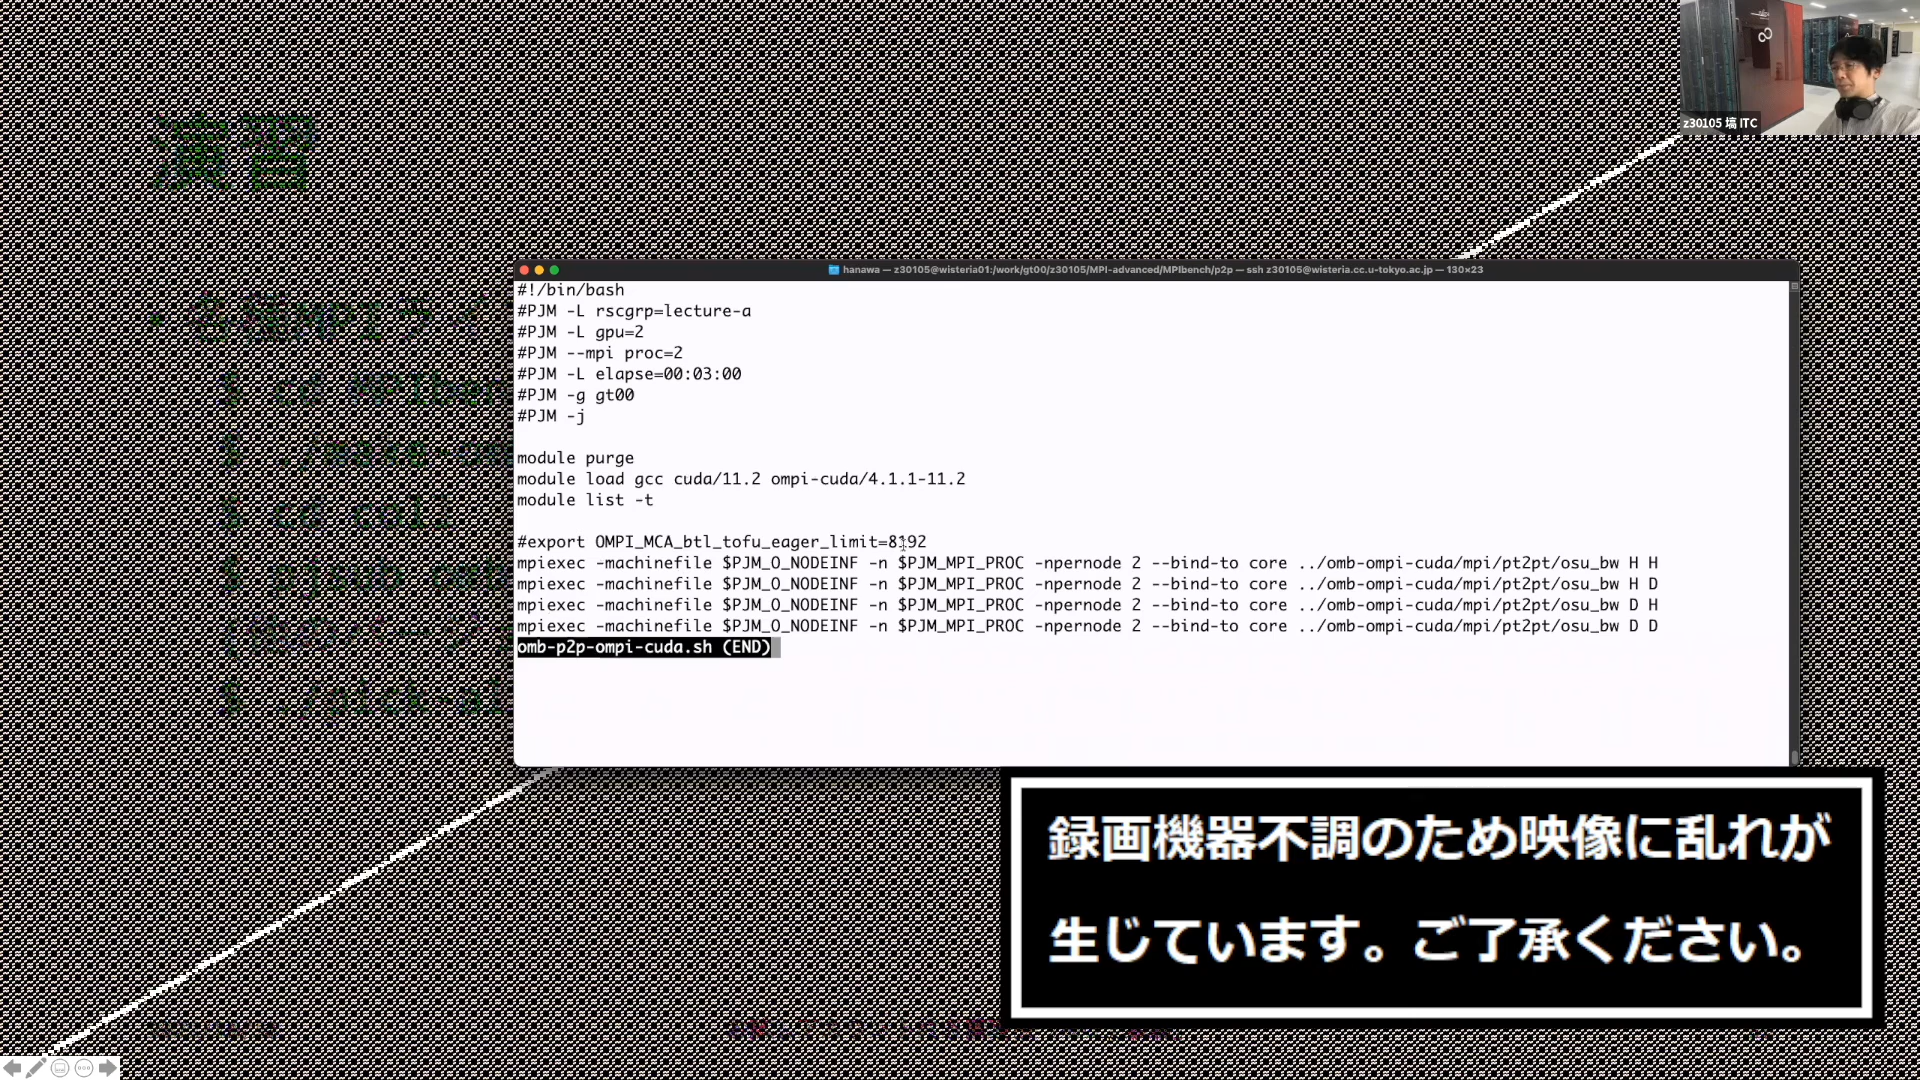 z30105 塙 ITC
演習
hanawa — z30105@wisteria01:/work/gt00/z30105/MPI-advanced/MPIbench/p2p — ssh z30105@wisteria.cc.u-tokyo.ac.jp — 130×23
#!/bin/bash
#PJM -L rscgrp=lecture-a
#PJM -L gpu=2
#PJM --mpi proc=2
#PJM -L elapse=00:03:00
#PJM -g gt00
#PJM -j
module purge
module load gcc cuda/11.2 ompi-cuda/4.1.1-11.2
module list -t
#export OMPI_MCA_btl_tofu_eager_limit=8192
mpiexec -machinefile $PJM_O_NODEINF -n $PJM_MPI_PROC -npernode 2 --bind-to core ../omb-ompi-cuda/mpi/pt2pt/osu_bw H H
mpiexec -machinefile $PJM_O_NODEINF -n $PJM_MPI_PROC -npernode 2 --bind-to core ../omb-ompi-cuda/mpi/pt2pt/osu_bw H D
mpiexec -machinefile $PJM_O_NODEINF -n $PJM_MPI_PROC -npernode 2 --bind-to core ../omb-ompi-cuda/mpi/pt2pt/osu_bw D H
mpiexec -machinefile $PJM_O_NODEINF -n $PJM_MPI_PROC -npernode 2 --bind-to core ../omb-ompi-cuda/mpi/pt2pt/osu_bw D D
omb-p2p-ompi-cuda.sh (END)
$ cd coll
録画機器不調のため映像に乱れが
生じています。ご了承ください。